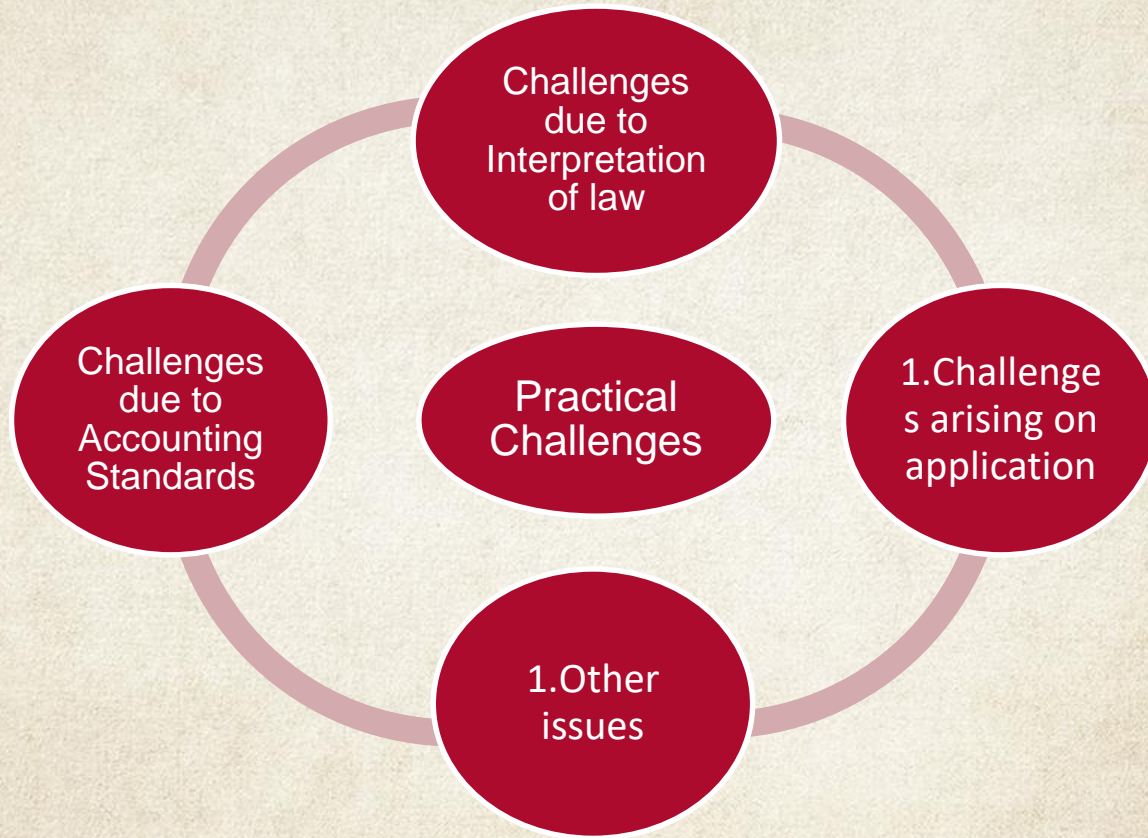 Challenges
due to
Interpretation
of law
Challenges
due to
Accounting
Standards
Practical
Challenges
1.Challenge
s arising on
application
1.Other
issues